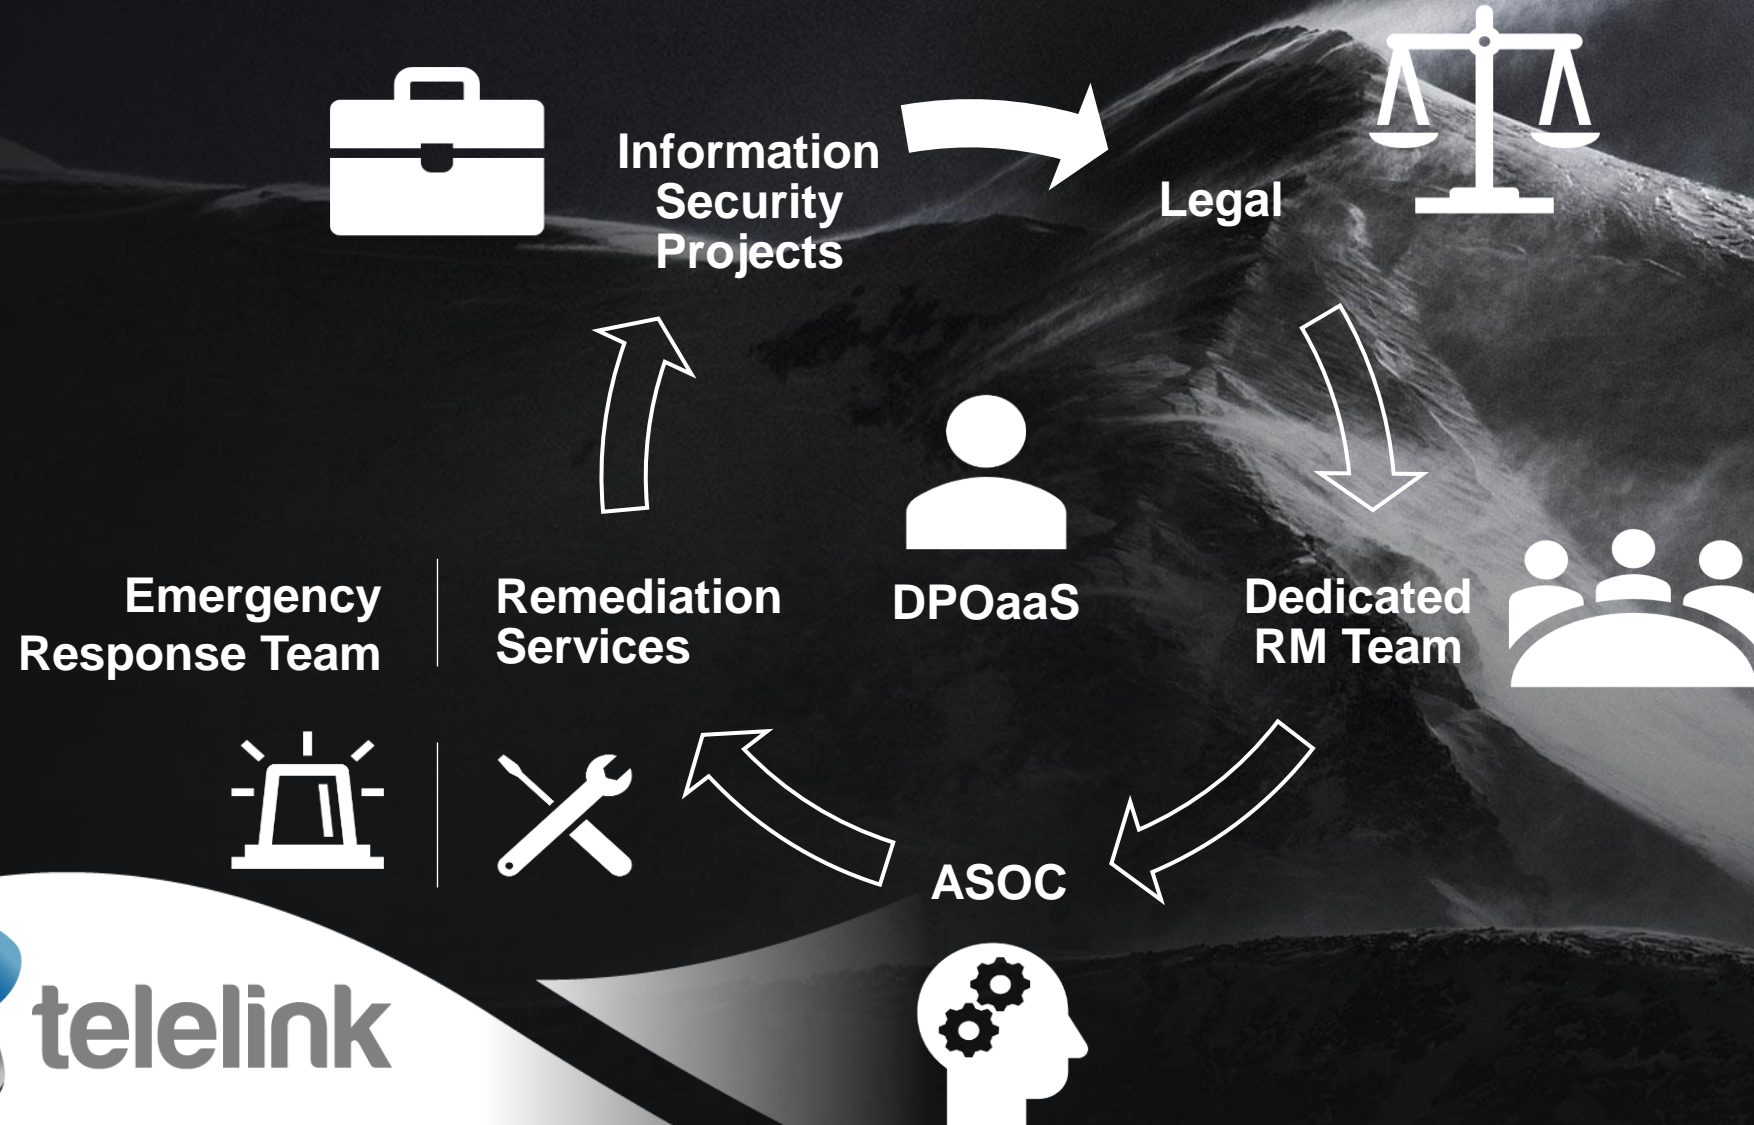 Information
Security
Projects
Legal
Emergency
Response Team
Remediation
Services
DPOaaS
Dedicated
RM Team
ASOC
telelink